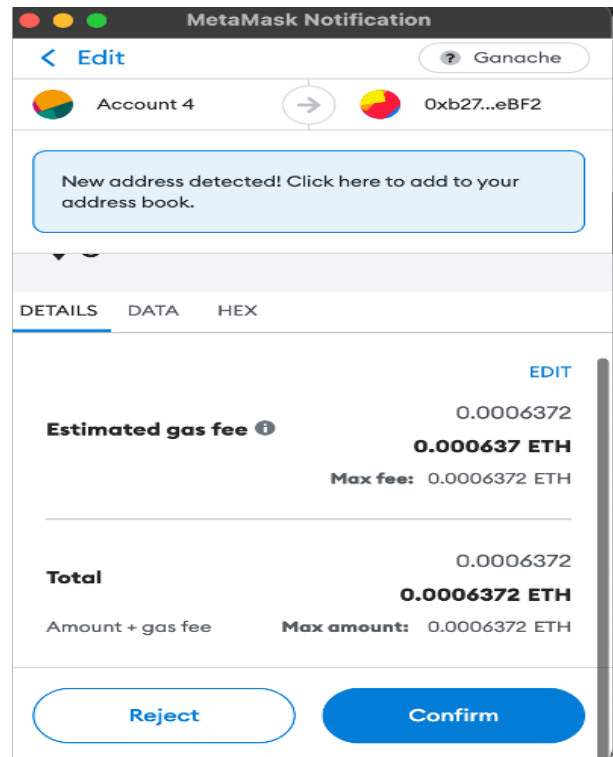 MetaMask Notification
< Edit
? Ganache
Account 4
0xb27...eBF2
New address detected! Click here to add to your
address book.
DETAILS DATA HEX
EDIT
0.0006372
Estimated gas fee
0.000637 ETH
Max fee: 0.0006372 ETH
0.0006372
Total
0.0006372 ETH
Amount + gas fee Max amount: 0.0006372 ETH
Reject Confirm